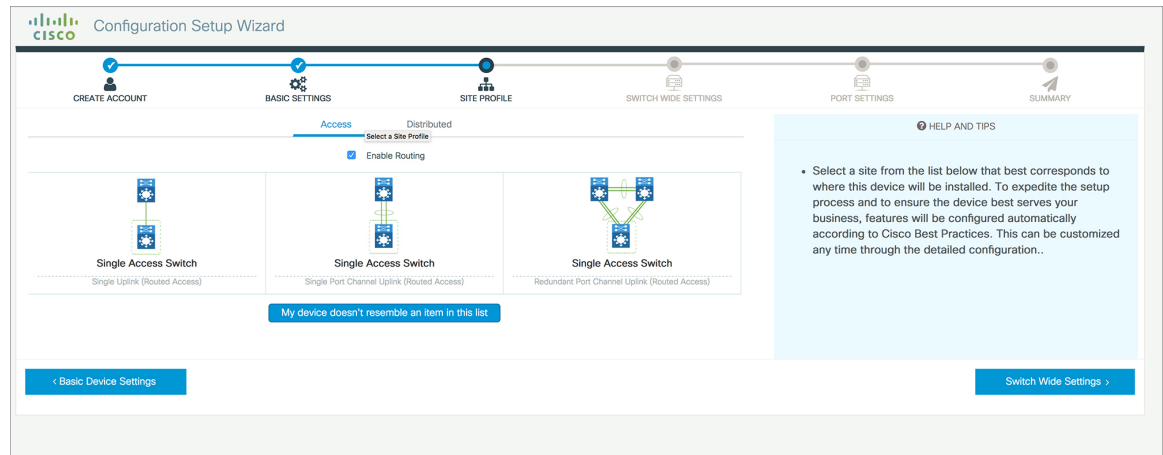 CISCO
Configuration Setup Wizard
CREATE ACCOUNT
BASIC SETTINGS
SITE PROFILE
SWITCH WIDE SETTINGS
PORT SETTINGS
SUMMARY
Access
Distributed
Select a Site Profile
Enable Routing
Single Access Switch
Single Uplink (Routed Access)
Single Access Switch
Single Port Channel Uplink (Routed Access)
Single Access Switch
Redundant Port Channel Uplink (Routed Access)
My device doesn't resemble an item in this list
HELP AND TIPS
• Select a site from the list below that best corresponds to
where this device will be installed. To expedite the setup
process and to ensure the device best serves your
business, features will be configured automatically
according to Cisco Best Practices. This can be customized
any time through the detailed configuration..
‹ Basic Device Settings
Switch Wide Settings ›